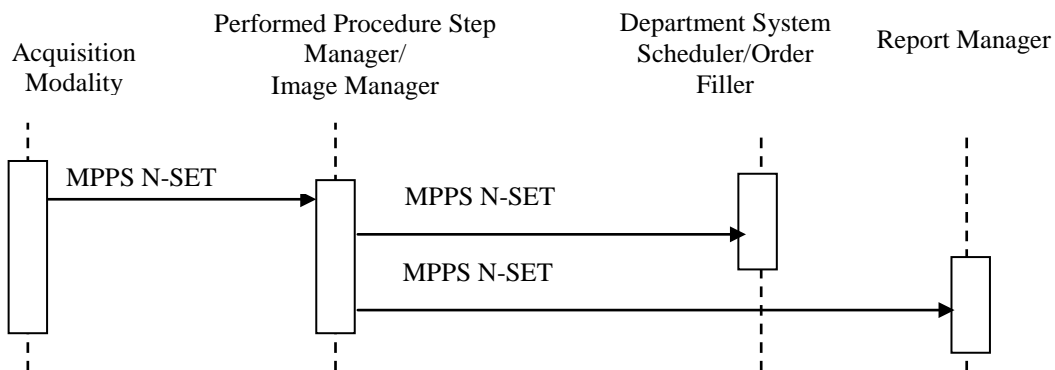 Acquisition
Modality
Performed Procedure Step
Manager/
Image Manager
Department System
Scheduler/Order
Filler
Report Manager
MPPS N-SET
MPPS N-SET
MPPS N-SET